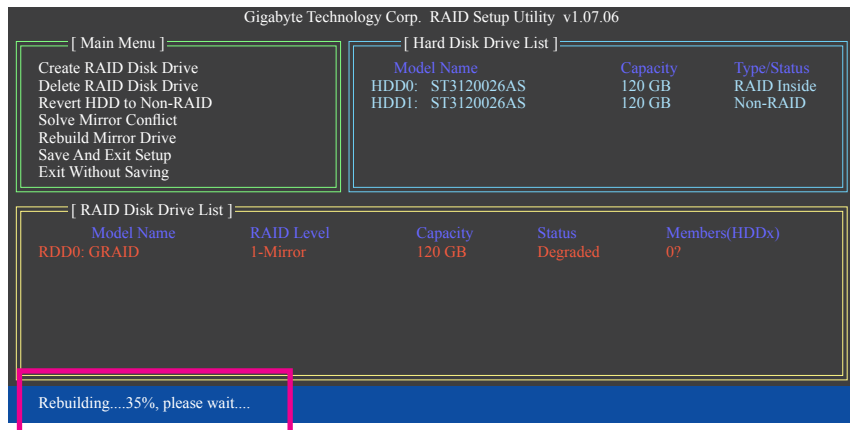 Gigabyte Technology Corp. RAID Setup Utility v1.07.06
[ Main Menu ]
Create RAID Disk Drive
Delete RAID Disk Drive
Revert HDD to Non-RAID
Solve Mirror Conflict
Rebuild Mirror Drive
Save And Exit Setup
Exit Without Saving
[ Hard Disk Drive List ]
Model Name Capacity Type/Status
HDD0: ST3120026AS 120 GB RAID Inside
HDD1: ST3120026AS 120 GB Non-RAID
[ RAID Disk Drive List ]
Model Name RAID Level Capacity Status Members(HDDx)
RDD0: GRAID 1-Mirror 120 GB Degraded 0?
Rebuilding....35%, please wait....